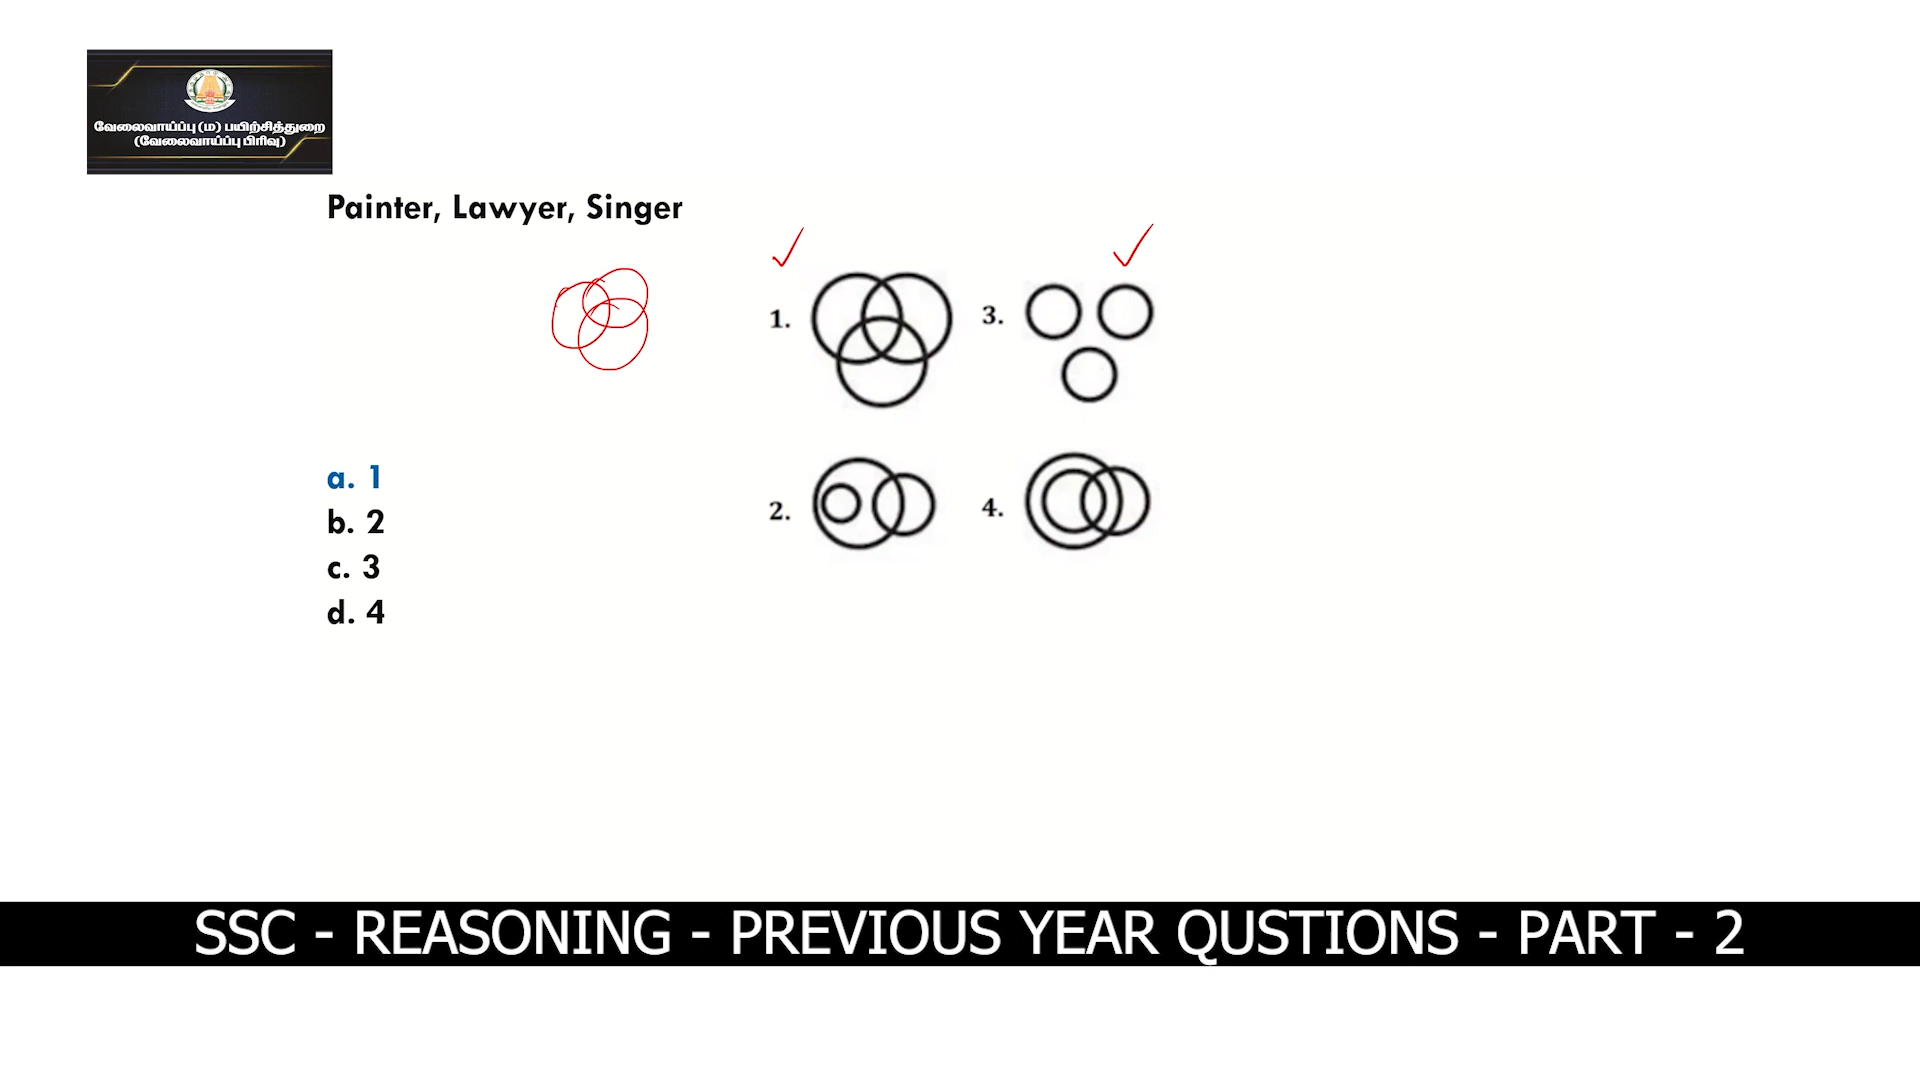 வேலைவாய்ப்பு (ம) பயிற்சித்துறை
(வேலைவாய்ப்பு பிரிவு)
Painter, Lawyer, Singer
1.
3.
2.
4.
a. 1
b. 2
c. 3
d. 4
SSC - REASONING - PREVIOUS YEAR QUSTIONS - PART - 2